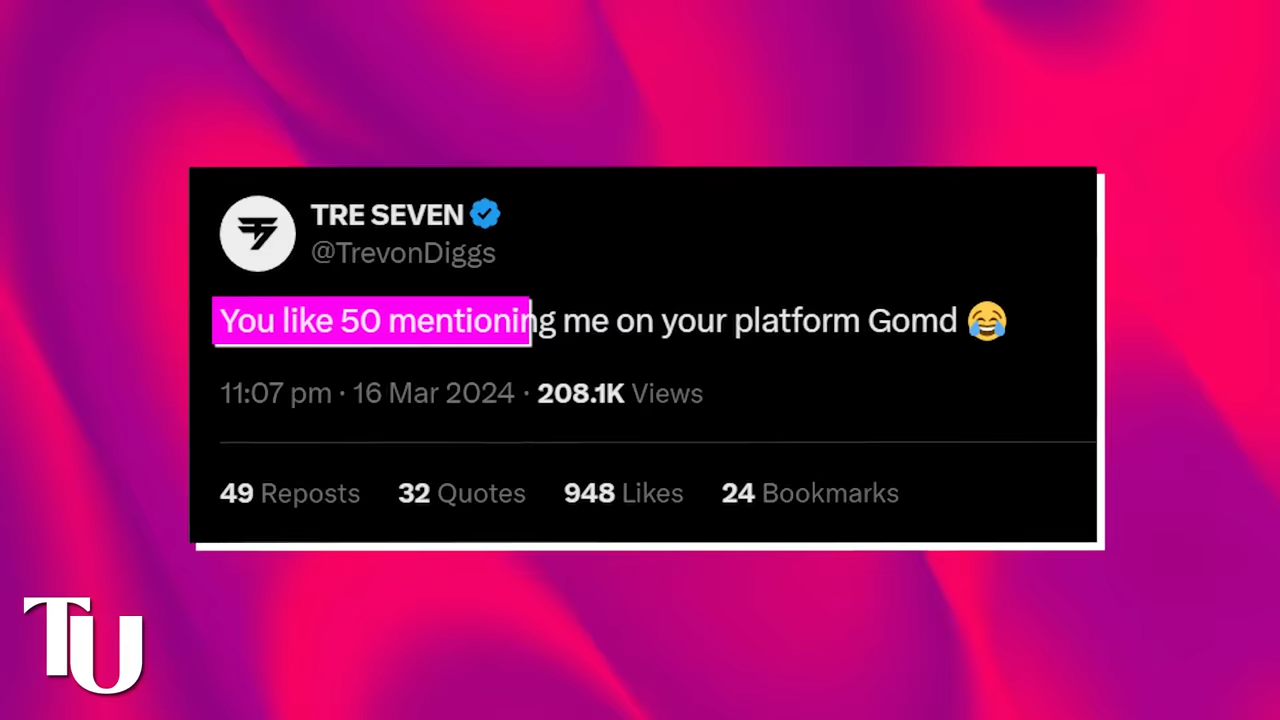 TRE SEVEN
@TrevonDiggs
You like 50 mentioning me on your platform Gomd 😂
11:07 pm · 16 Mar 2024 · 208.1K Views
49 Reposts 32 Quotes 948 Likes 24 Bookmarks
TU